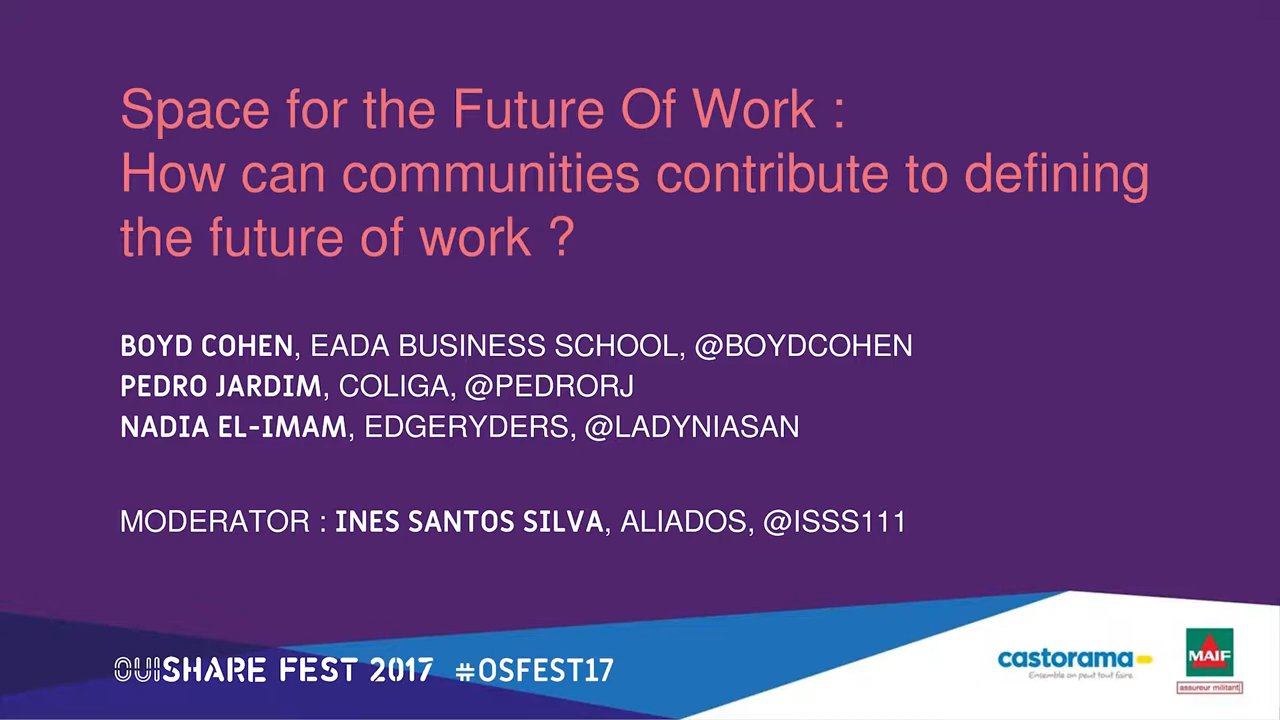 Space for the Future Of Work :
How can communities contribute to defining
the future of work ?
BOYD COHEN, EADA BUSINESS SCHOOL, @BOYDCOHEN
PEDRO JARDIM, COLIGA, @PEDRORJ
NADIA EL-IMAM, EDGERYDERS, @LADYNIASAN
MODERATOR : INES SANTOS SILVA, ALIADOS, @ISSS111
OUISHARE FEST 2017 #OSFEST17
castorama
Ensemble on peut tout faire.
MAIF
assureur militant